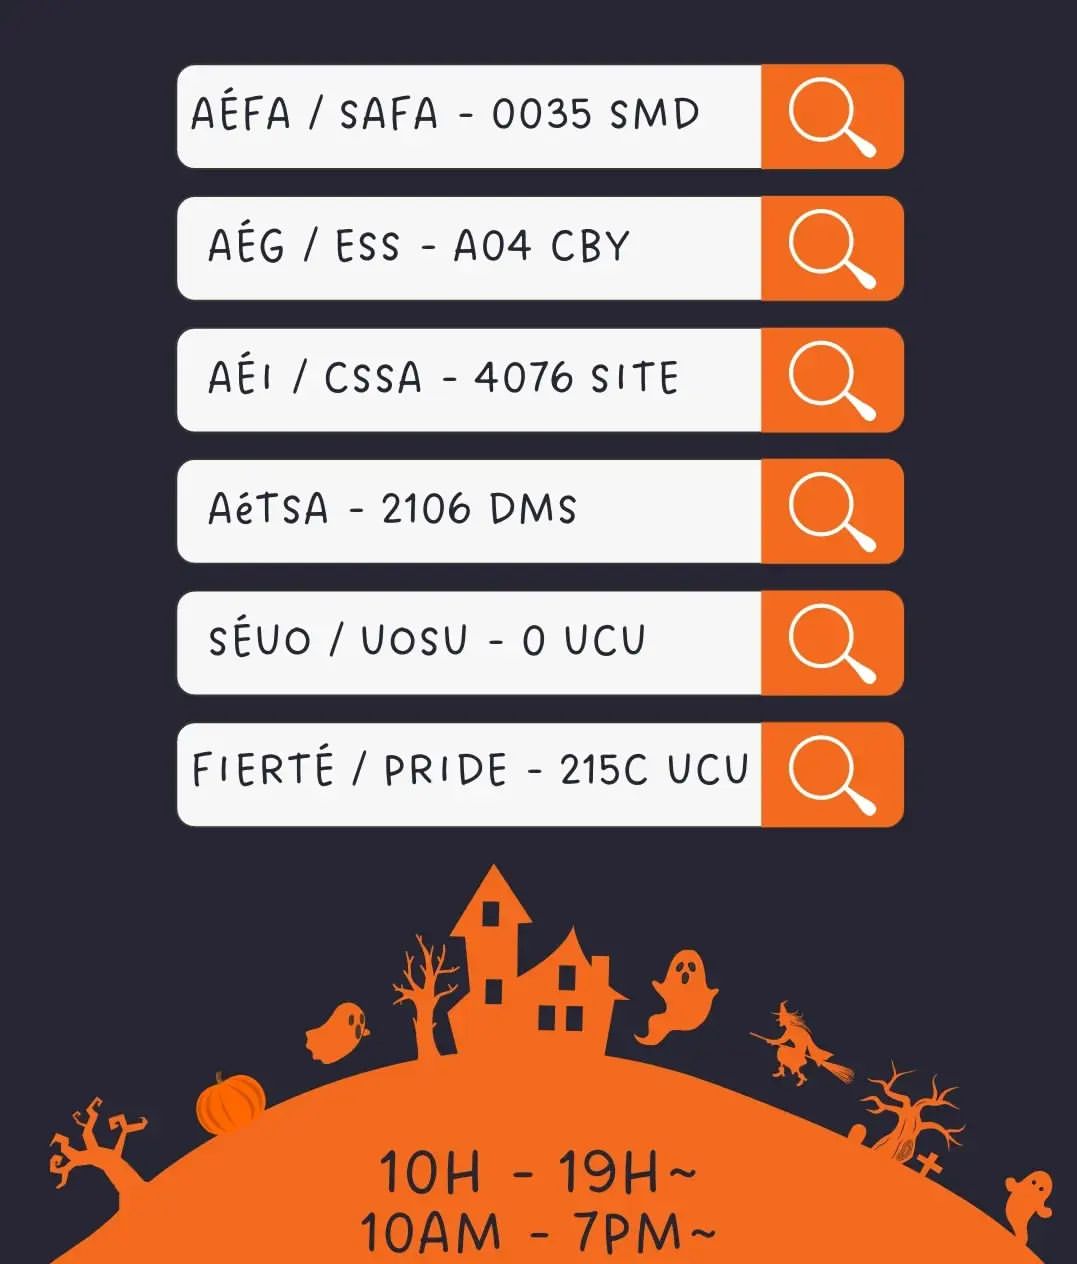 AÉFA / SAFA - 0035 SMD
AÉG / ESS - A04 CBY
AÉI / CSSA - 4076 SITE
AéTSA - 2106 DMS
SÉUO / UOSU - 0 UCU
FIERTÉ / PRIDE - 215C UCU
10H - 19H~
10AM - 7PM~